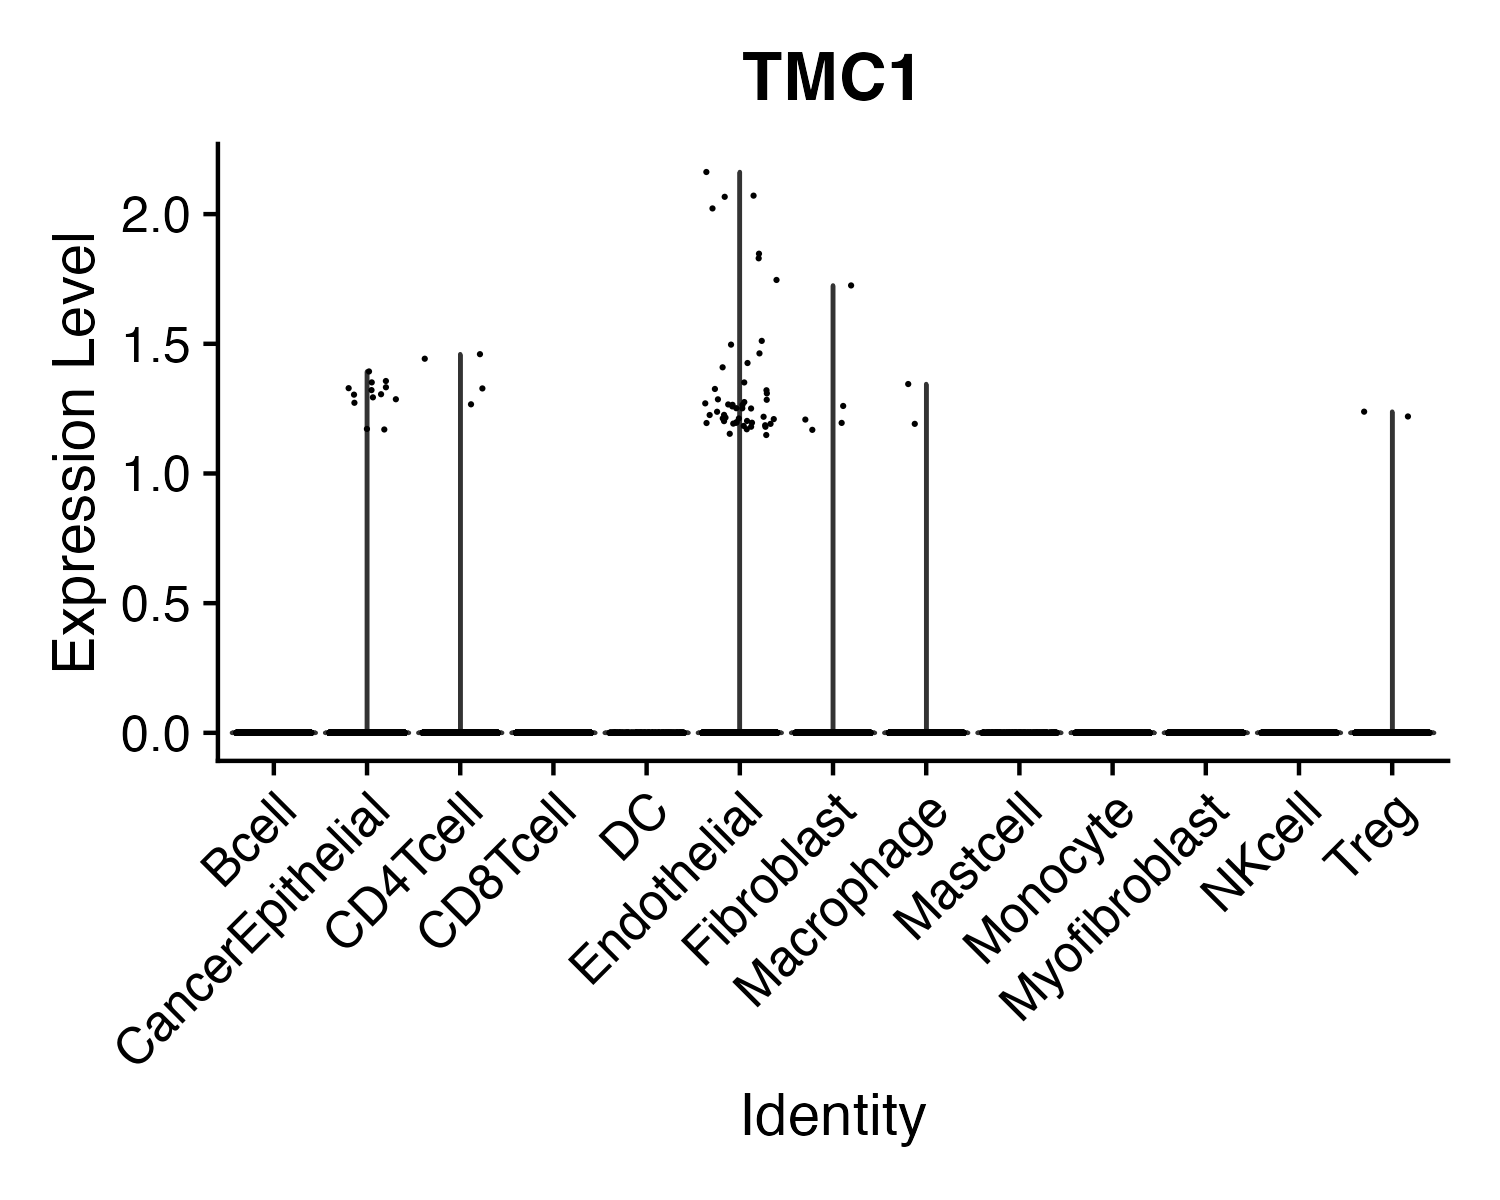 TMC1
Expression Level
2.0
1.5
1.0
0.5
0.0
Bcell
CancerEpithelial
CD4Tcell
CD8Tcell
DC
Endothelial
Fibroblast
Macrophage
Mastcell
Monocyte
Myofibroblast
NKcell
Treg
Identity